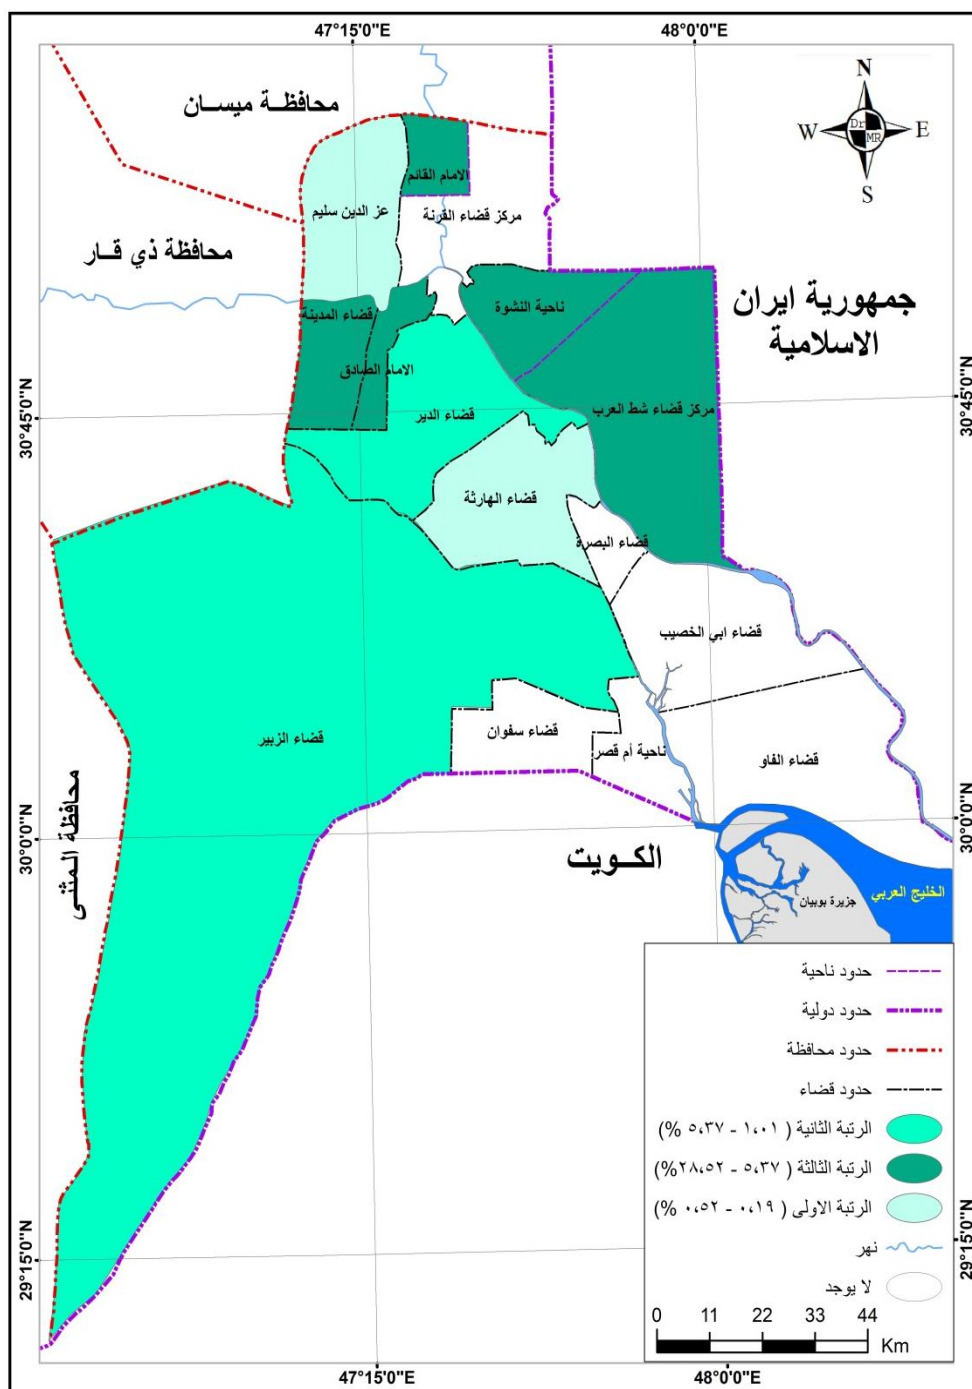 47°15'0"E
48°0'0"E
N
W
E
S
Dr
MR
محافظــة ميســان
الامام القائم
عز الدين سليم
مركز قضاء القرنة
محافظة ذي قــار
جمهورية ايران
الاسلامية
ناحية النشوة
قضاء المدينة
الامام الصادق
مركز قضاء شط العرب
قضاء الدير
30°45'0"N
30°45'0"N
قضاء الهارثة
قضاء البصرة
قضاء ابي الخصيب
قضاء الزبير
قضاء سفوان
ناحية أم قصر
قضاء الفاو
محافظة المثنى
30°0'0"N
30°0'0"N
الكــويت
الخليج العربي
جزيرة بوبيان
حدود ناحية
حدود دولية
حدود محافظة
حدود قضاء
الرتبة الثانية ( ١،٠١ - ٥،٣٧ %)
الرتبة الثالثة ( ٥،٣٧ - ٢٨،٥٢%)
الرتبة الاولى ( ٠،١٩ - ٠،٥٢ %)
نهر
لا يوجد
0 11 22 33 44
Km
29°15'0"N
29°15'0"N
47°15'0"E
48°0'0"E